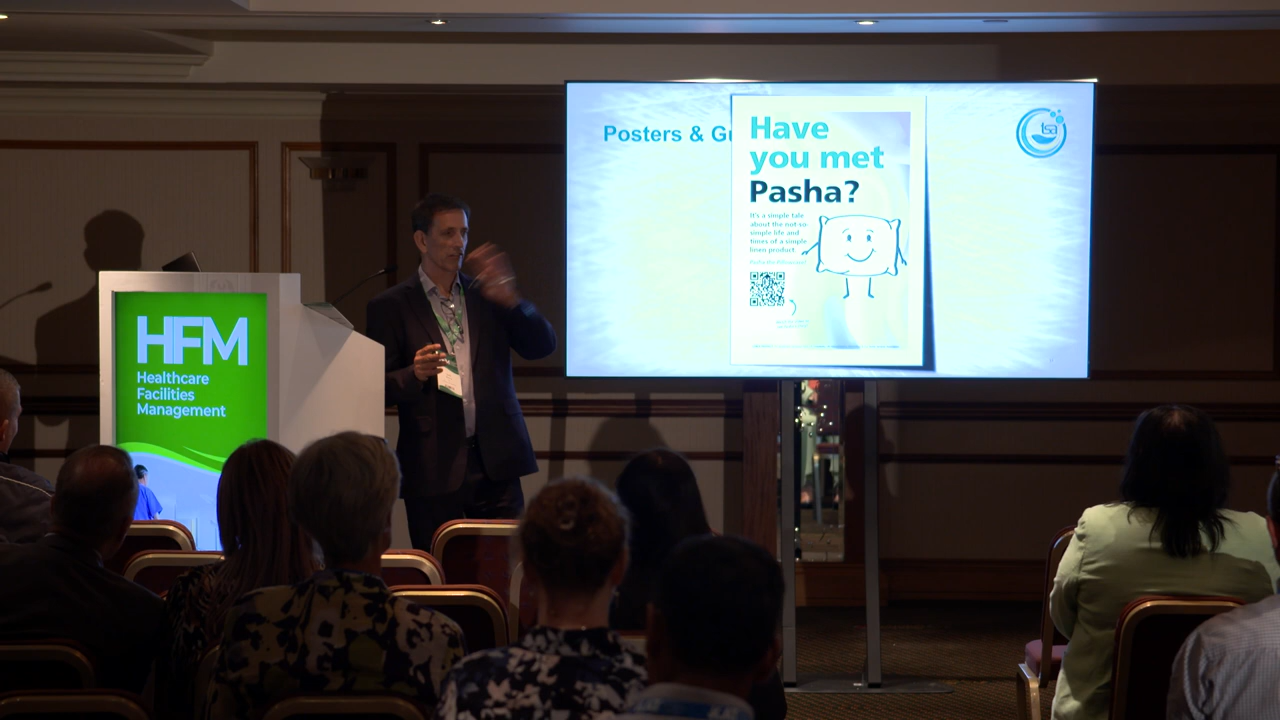 HFM
Healthcare
Facilities
Management
Posters & Gu
Have
you met
Pasha?
It's a simple tale
about the not so
simple life and
times of a simple
linen product.
tsa